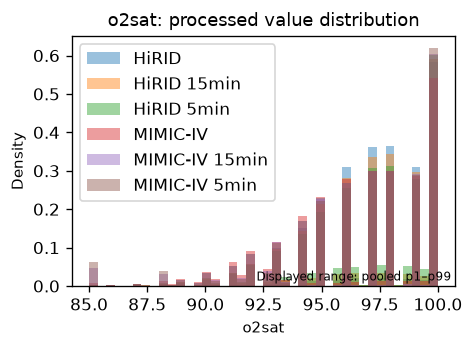 o2sat: processed value distribution
0.6
0.5
0.4
0.3
0.2
0.1
0.0
Density
HiRID
HiRID 15min
HiRID 5min
MIMIC-IV
MIMIC-IV 15min
MIMIC-IV 5min
Displayed range: pooled p1–p99
85.0 87.5 90.0 92.5 95.0 97.5 100.0
o2sat